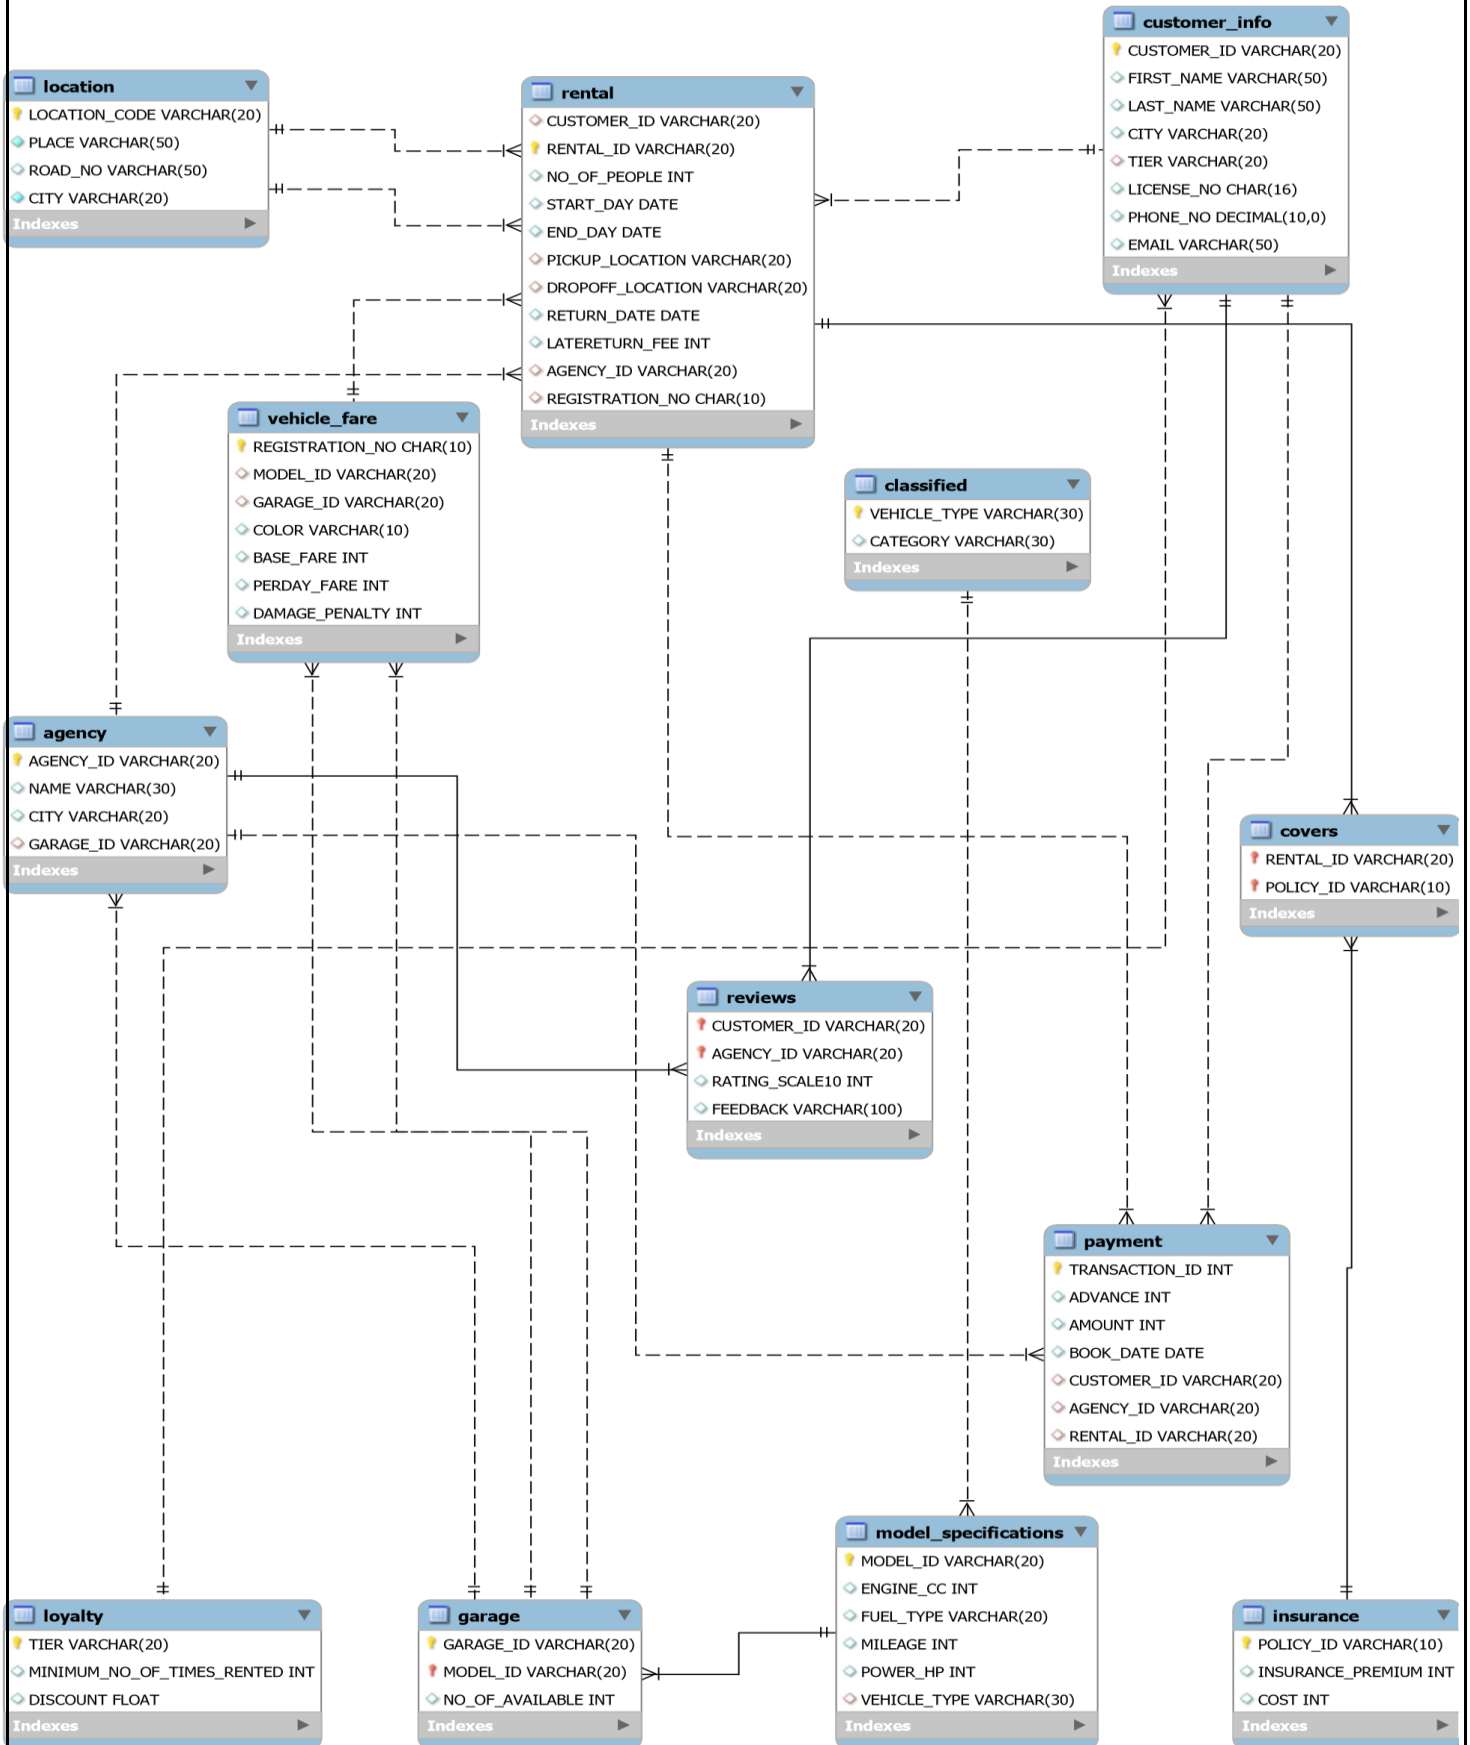 customer_info
CUSTOMER_ID VARCHAR(20)
FIRST_NAME VARCHAR(50)
LAST_NAME VARCHAR(50)
CITY VARCHAR(20)
TIER VARCHAR(20)
LICENSE_NO CHAR(16)
PHONE_NO DECIMAL(10,0)
EMAIL VARCHAR(50)
Indexes
location
LOCATION_CODE VARCHAR(20)
PLACE VARCHAR(50)
ROAD_NO VARCHAR(50)
CITY VARCHAR(20)
Indexes
rental
CUSTOMER_ID VARCHAR(20)
RENTAL_ID VARCHAR(20)
NO_OF_PEOPLE INT
START_DAY DATE
END_DAY DATE
PICKUP_LOCATION VARCHAR(20)
DROPOFF_LOCATION VARCHAR(20)
RETURN_DATE DATE
LATERETURN_FEE INT
AGENCY_ID VARCHAR(20)
REGISTRATION_NO CHAR(10)
Indexes
vehicle_fare
REGISTRATION_NO CHAR(10)
MODEL_ID VARCHAR(20)
GARAGE_ID VARCHAR(20)
COLOR VARCHAR(10)
BASE_FARE INT
PERDAY_FARE INT
DAMAGE_PENALTY INT
Indexes
classified
VEHICLE_TYPE VARCHAR(30)
CATEGORY VARCHAR(30)
Indexes
agency
AGENCY_ID VARCHAR(20)
NAME VARCHAR(30)
CITY VARCHAR(20)
GARAGE_ID VARCHAR(20)
Indexes
covers
RENTAL_ID VARCHAR(20)
POLICY_ID VARCHAR(10)
Indexes
reviews
CUSTOMER_ID VARCHAR(20)
AGENCY_ID VARCHAR(20)
RATING_SCALE10 INT
FEEDBACK VARCHAR(100)
Indexes
payment
TRANSACTION_ID INT
ADVANCE INT
AMOUNT INT
BOOK_DATE DATE
CUSTOMER_ID VARCHAR(20)
AGENCY_ID VARCHAR(20)
RENTAL_ID VARCHAR(20)
Indexes
model_specifications
MODEL_ID VARCHAR(20)
ENGINE_CC INT
FUEL_TYPE VARCHAR(20)
MILEAGE INT
POWER_HP INT
VEHICLE_TYPE VARCHAR(30)
Indexes
loyalty
TIER VARCHAR(20)
MINIMUM_NO_OF_TIMES_RENTED INT
DISCOUNT FLOAT
Indexes
garage
GARAGE_ID VARCHAR(20)
MODEL_ID VARCHAR(20)
NO_OF_AVAILABLE INT
Indexes
insurance
POLICY_ID VARCHAR(10)
INSURANCE_PREMIUM INT
COST INT
Indexes